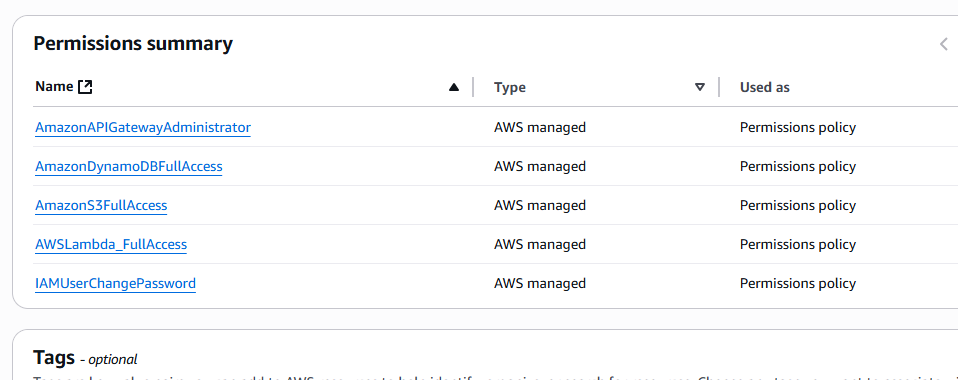 Permissions summary
Name Type Used as
AmazonAPIGatewayAdministrator AWS managed Permissions policy
AmazonDynamoDBFullAccess AWS managed Permissions policy
AmazonS3FullAccess AWS managed Permissions policy
AWSLambda_FullAccess AWS managed Permissions policy
IAMUserChangePassword AWS managed Permissions policy
Tags - optional